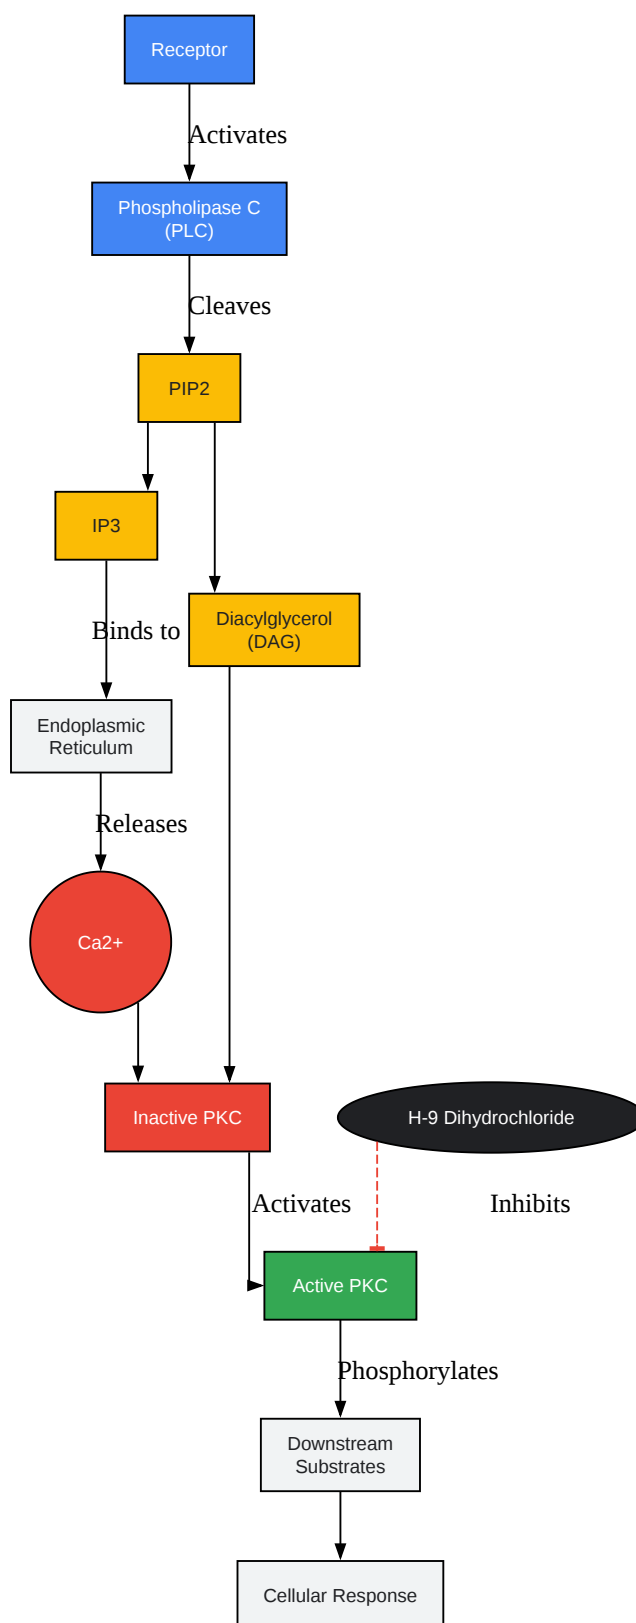 Receptor
Activates
Phospholipase C
(PLC)
Cleaves
PIP2
IP3
Diacylglycerol
(DAG)
Binds to
Endoplasmic
Reticulum
Releases
Ca2+
Inactive PKC
H-9 Dihydrochloride
Activates
Inhibits
Active PKC
Phosphorylates
Downstream
Substrates
Cellular Response